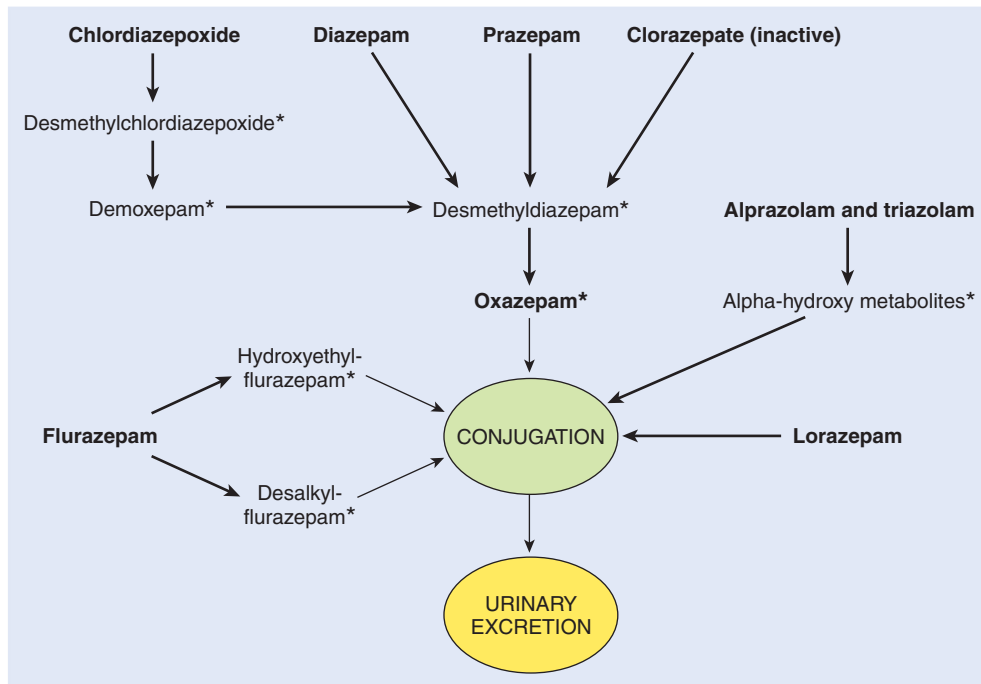 Chlordiazepoxide
Diazepam
Prazepam
Clorazepate (inactive)
Desmethylchlordiazepoxide*
Demoxepam*
Desmethyldiazepam*
Alprazolam and triazolam
Oxazepam*
Alpha-hydroxy metabolites*
Hydroxyethyl-
flurazepam*
Flurazepam
CONJUGATION
Lorazepam
Desalkyl-
flurazepam*
URINARY
EXCRETION